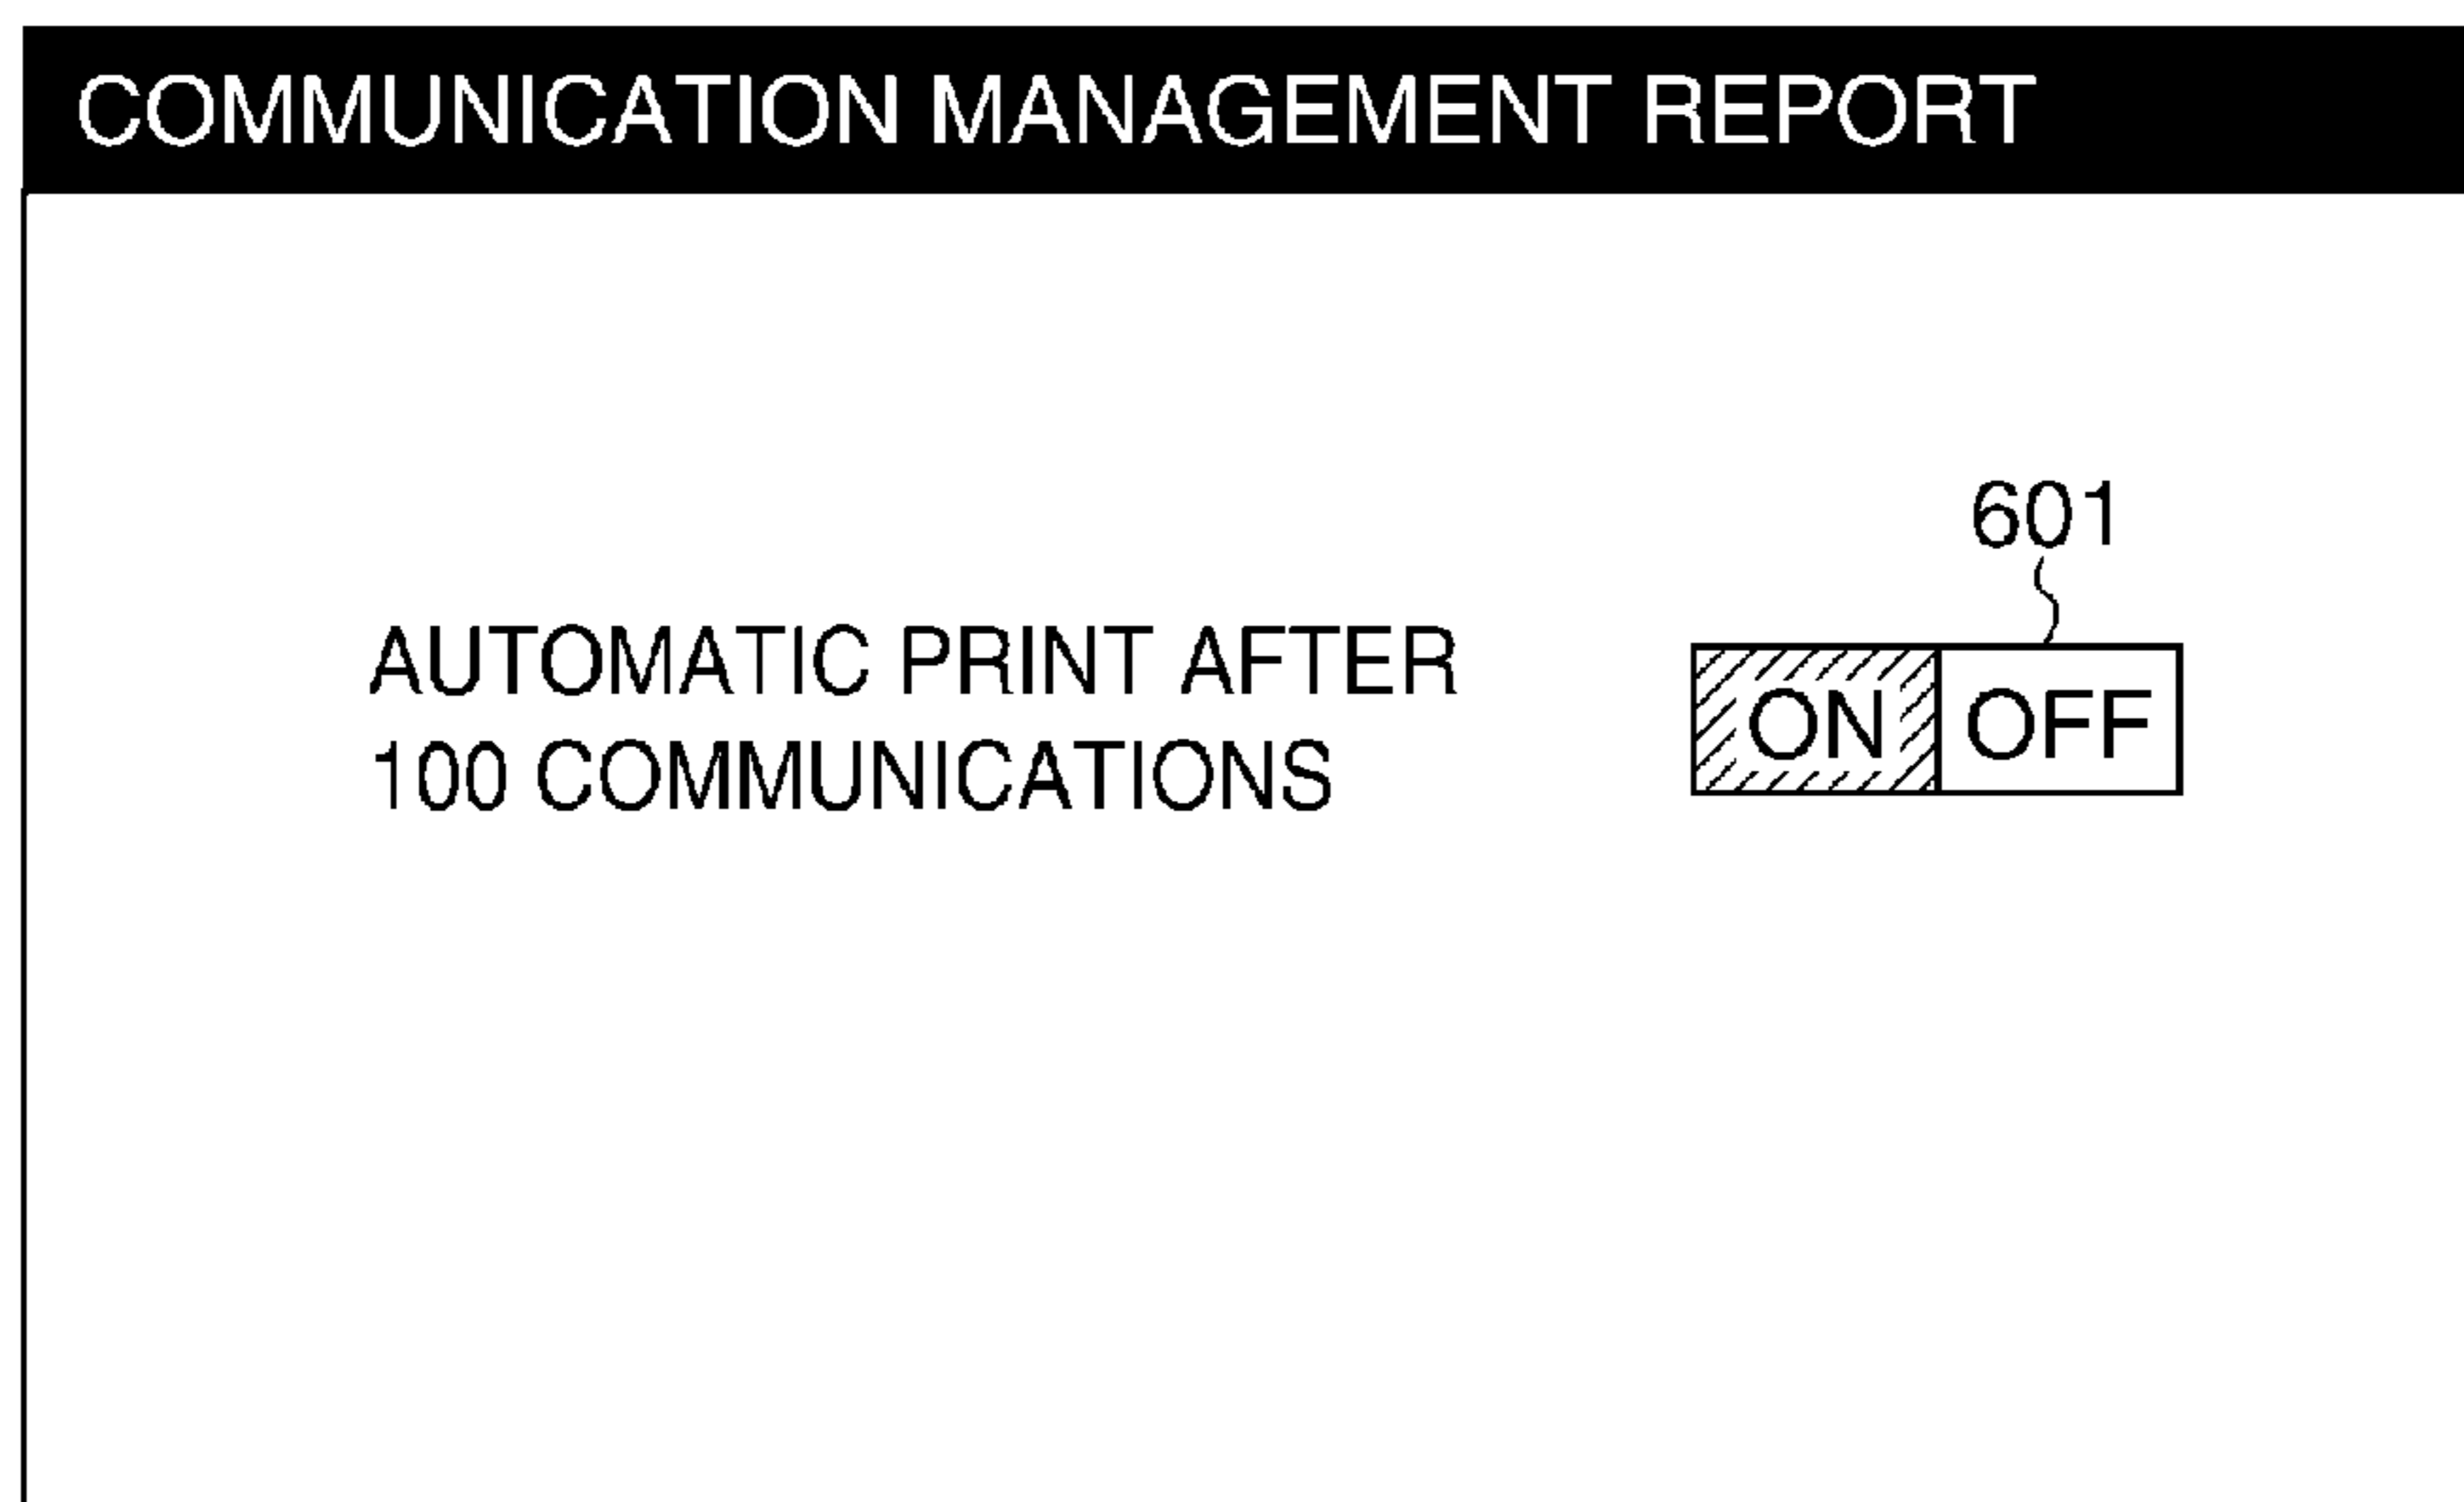 COMMUNICATION MANAGEMENT REPORT
601
AUTOMATIC PRINT AFTER
100 COMMUNICATIONS
ON OFF